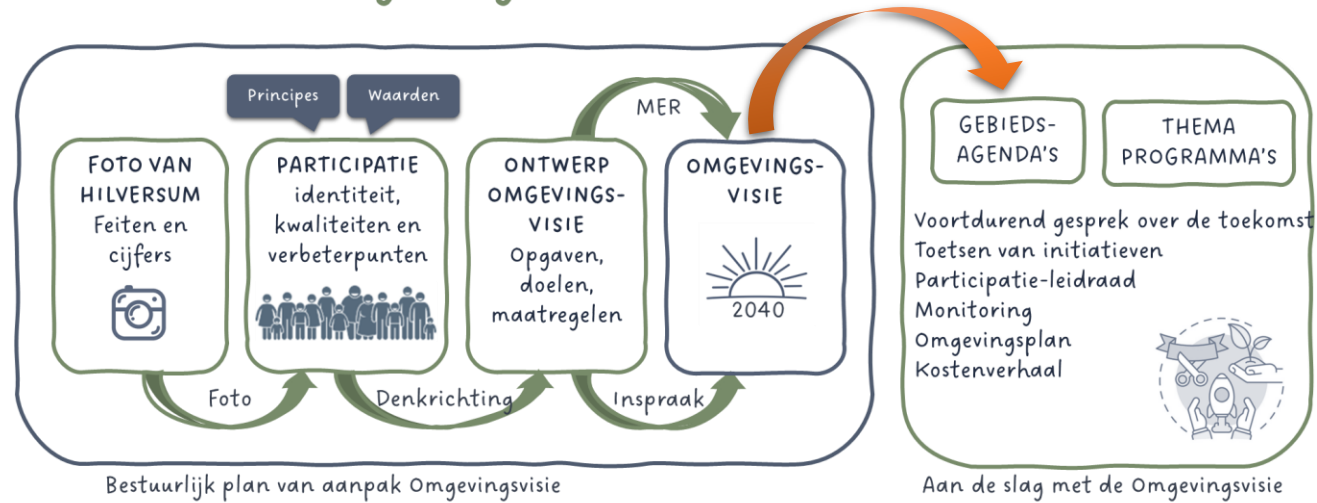 Principes
Waarden
MER
FOTO VAN
HILVERSUM
Feiten en
cijfers
PARTICIPATIE
identiteit,
kwaliteiten en
verbeterpunten
ONTWERP
OMGEVINGS-
VISIE
Opgaven,
doelen,
maatregelen
OMGEVINGS-
VISIE
2040
Foto
Denkrichting
Inspraak
Bestuurlijk plan van aanpak Omgevingsvisie
GEBIEDS-
AGENDA'S
THEMA
PROGRAMMA'S
Voortdurend gesprek over de toekomst
Toetsen van initiatieven
Participatie-leidraad
Monitoring
Omgevingsplan
Kostenverhaal
Aan de slag met de Omgevingsvisie